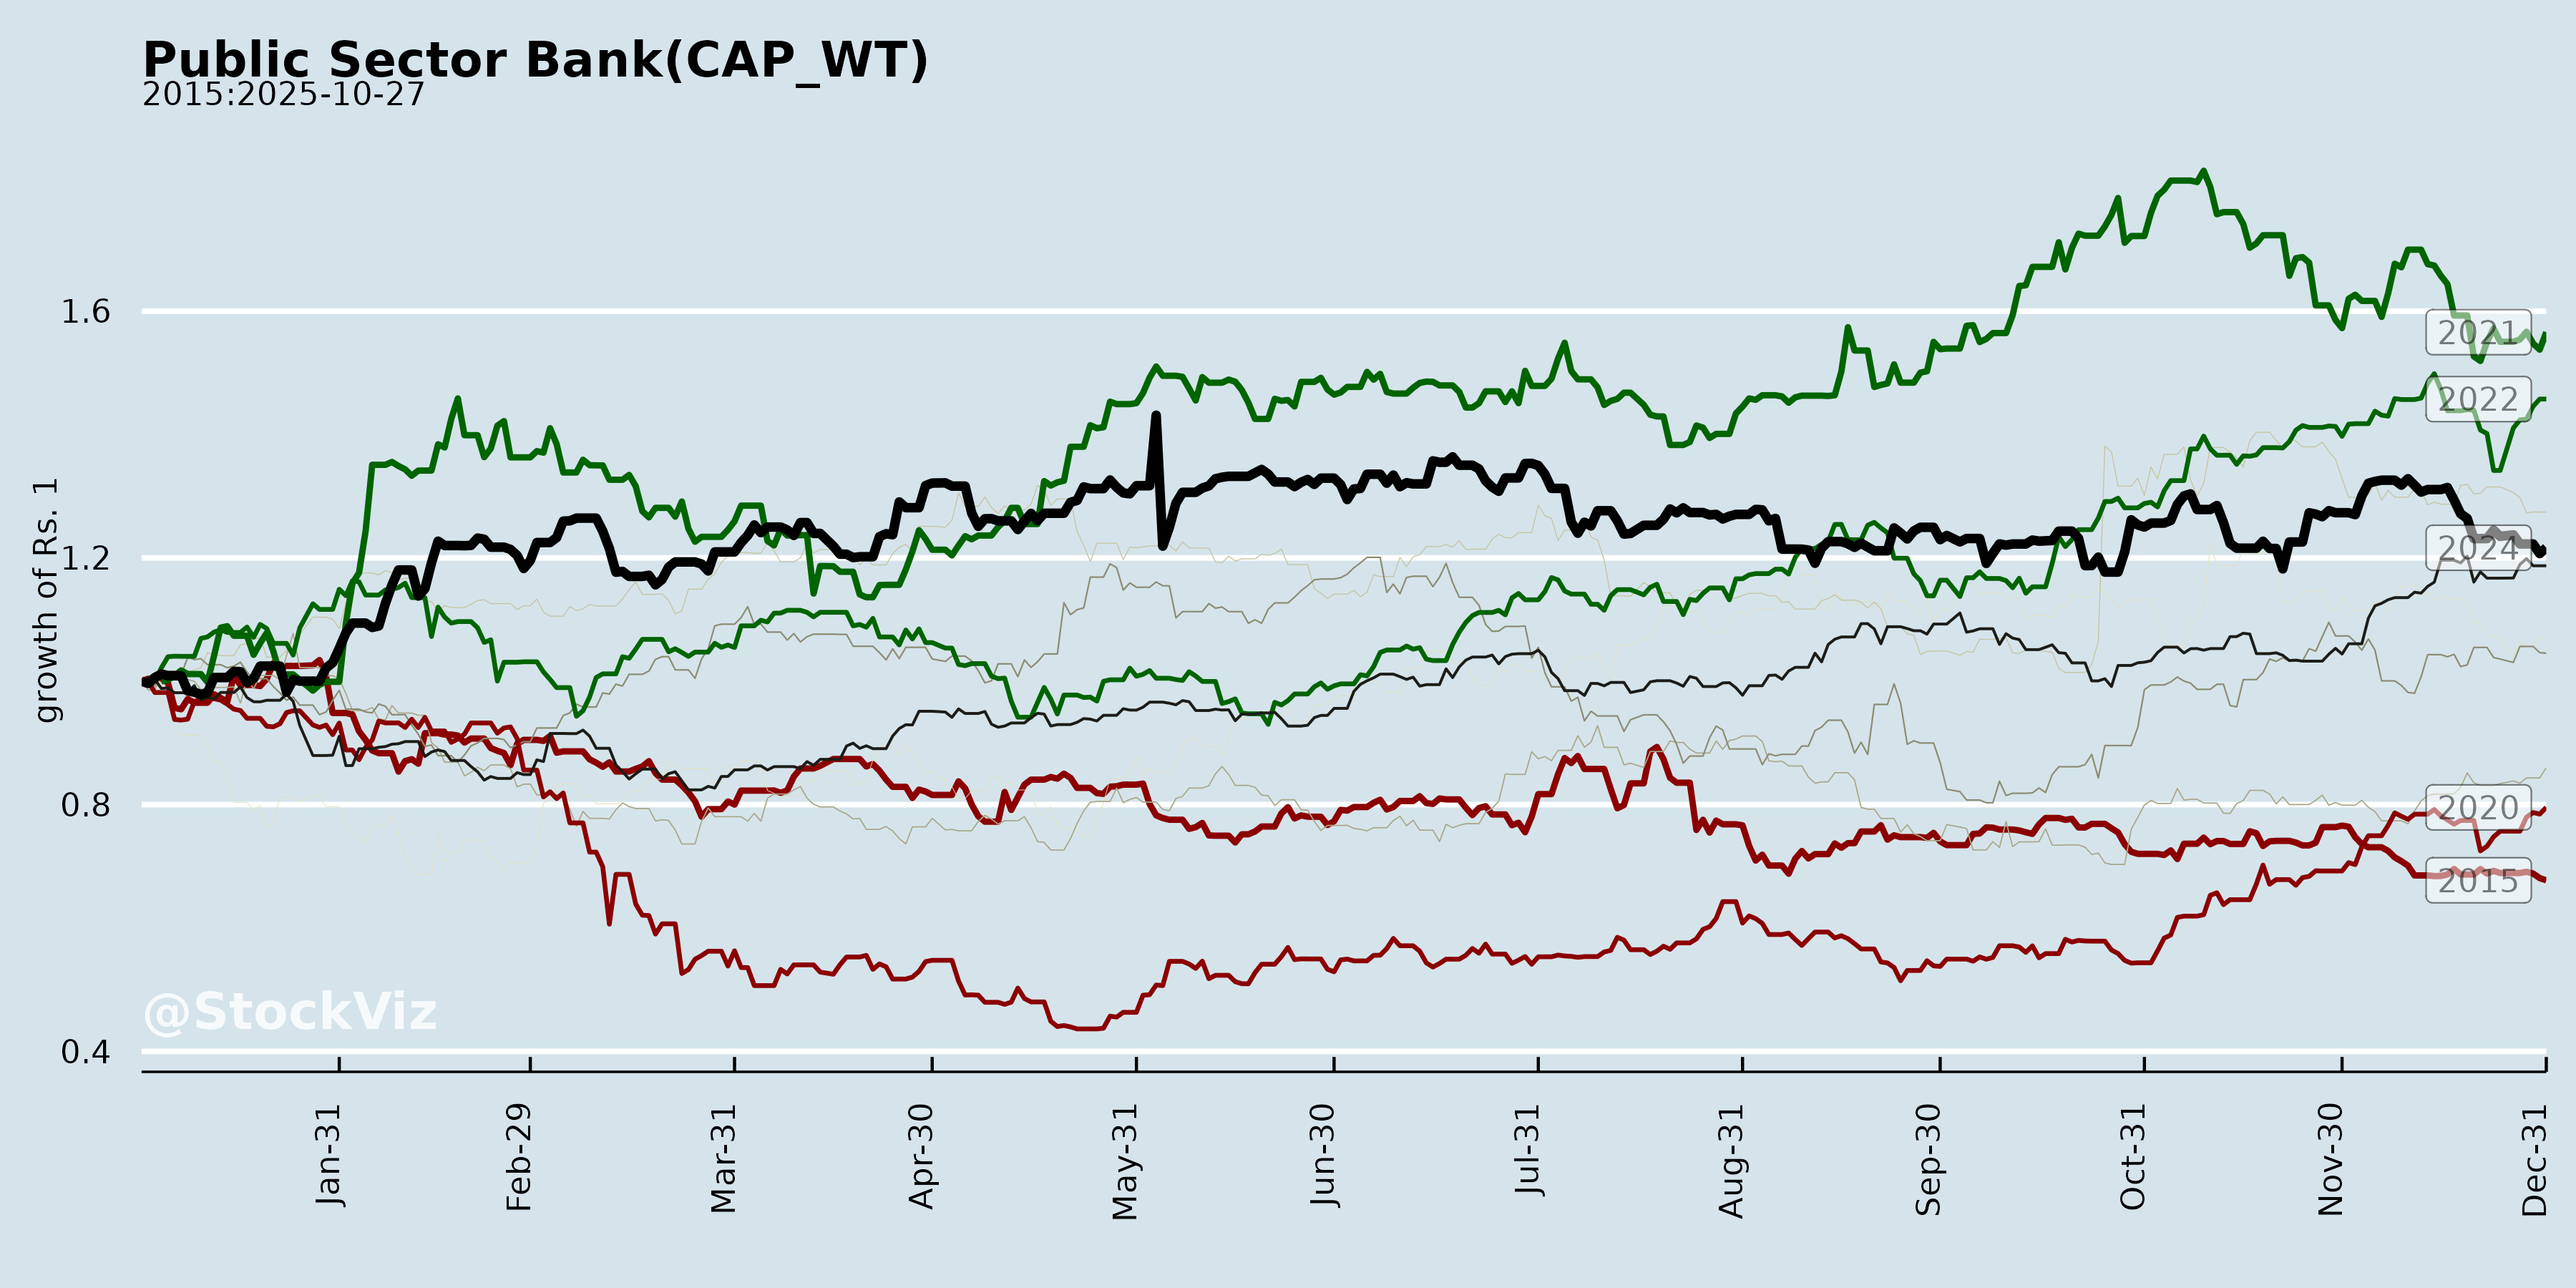 Public Sector Bank(CAP_WT)
2015:2025-10-27
growth of Rs. 1
1.6
1.2
0.8
0.4
2021
2022
2024
2020
2015
@StockViz
Jan-31
Feb-29
Mar-31
Apr-30
May-31
Jun-30
Jul-31
Aug-31
Sep-30
Oct-31
Nov-30
Dec-31